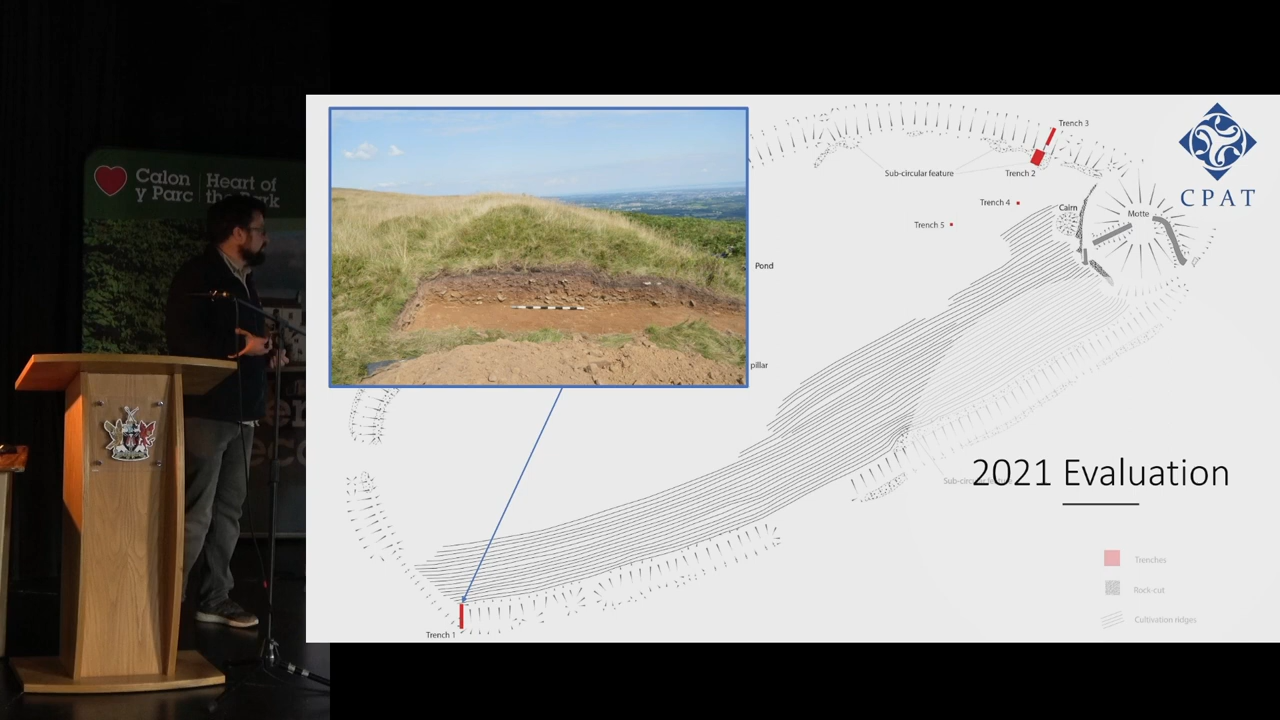 Calon
y Parc
Heart of
the Park
Trench 3
Sub-circular feature
Trench 2
CPAT
Trench 4
Cairn
Motte
Trench 5
Pond
pillar
2021 Evaluation
Trenches
Rock-cut
Cultivation ridges
Trench 1